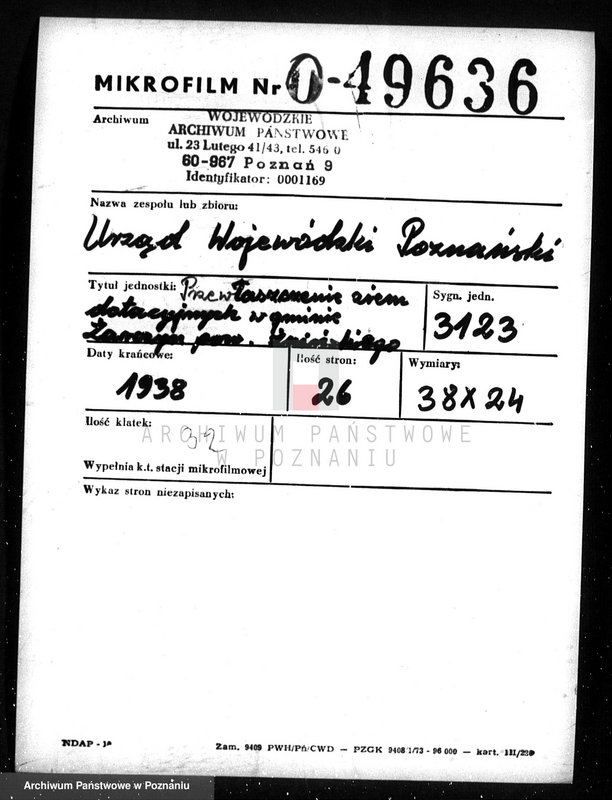 MIKROFILM Nr 0-49636
Archiwum
WOJEWÓDZKIE
ARCHIWUM PAŃSTWOWE
ul. 23 Lutego 41/43, tel. 546 0
60-967 Poznań 9
Identyfikator: 0001169
Nazwa zespołu lub zbioru:
Urząd Wojewódzki Poznański
Tytuł jednostki: Przewłaszczenie ziem
dotacyjnych w gminie
pow. Żnińskiego
Sygn. jedn.
3123
Daty krańcowe:
1938
Ilość stron:
26
Wymiary:
38x24
Ilość klatek:
32
Wypełnia k.t. stacji mikrofilmowej
Wykaz stron niezapisanych:
ARCHIWUM PAŃSTWOWE
W POZNANIU
NDAP -
Zam. 9409 PWH/Pń/CWD — PZGK 9408 1/73 - 96 000 — kart. III/230
Archiwum Państwowe w Poznaniu